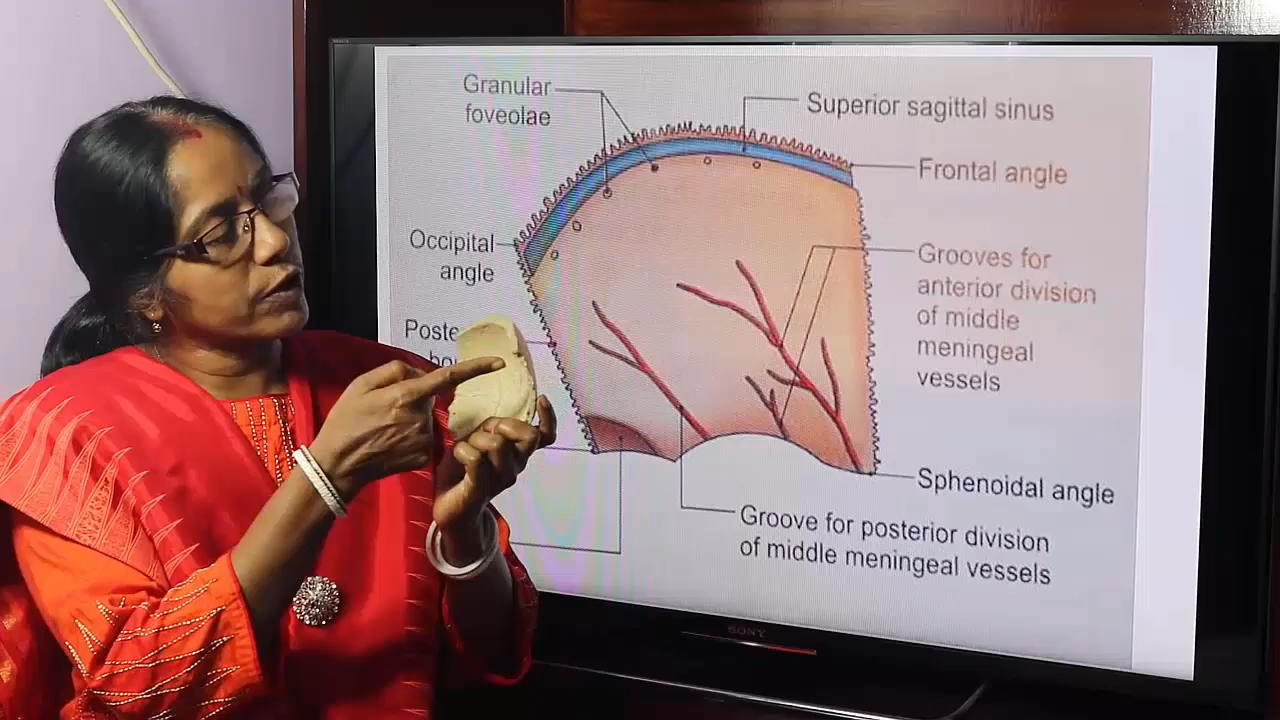 Granular
foveolae
Superior sagittal sinus
Frontal angle
Occipital
angle
Grooves for
anterior division
of middle
meningeal
vessels
Sphenoidal angle
Groove for posterior division
of middle meningeal vessels
SONY